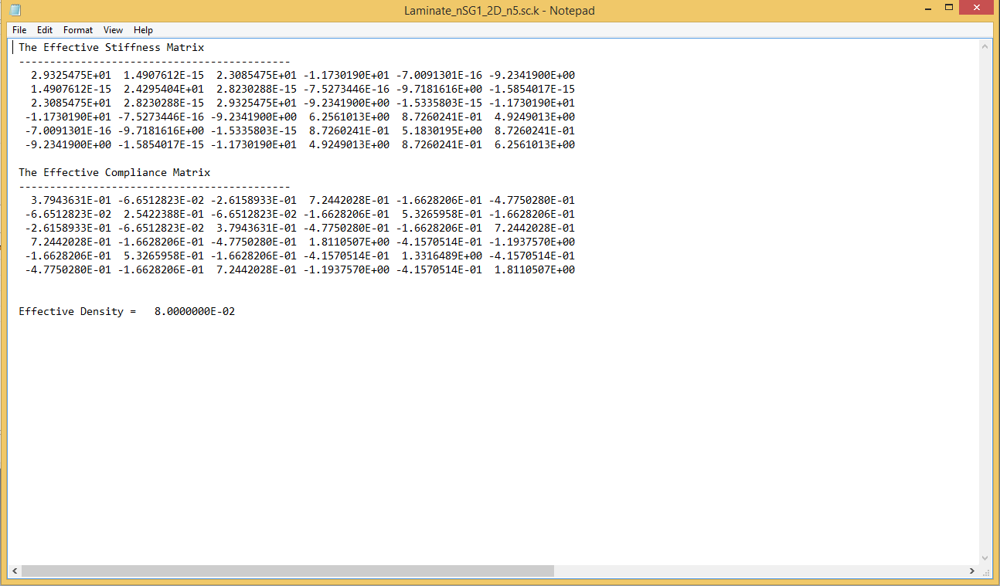 Laminate_nSG1_2D_n5.sc.k - Notepad
File Edit Format View Help
The Effective Stiffness Matrix
--------------------------------------------
2.9325475E+01 1.4907612E-15 2.3085475E+01 -1.1730190E+01 -7.0091301E-16 -9.2341900E+00
1.4907612E-15 2.4295404E+01 2.8230288E-15 -7.5273446E-16 -9.7181616E+00 -1.5854017E-15
2.3085475E+01 2.8230288E-15 2.9325475E+01 -9.2341900E+00 -1.5335803E-15 -1.1730190E+01
-1.1730190E+01 -7.5273446E-16 -9.2341900E+00 6.2561013E+00 8.7260241E-01 4.9249013E+00
-7.0091301E-16 -9.7181616E+00 -1.5335803E-15 8.7260241E-01 5.1830195E+00 8.7260241E-01
-9.2341900E+00 -1.5854017E-15 -1.1730190E+01 4.9249013E+00 8.7260241E-01 6.2561013E+00
The Effective Compliance Matrix
--------------------------------------------
3.7943631E-01 -6.6512823E-02 -2.6158933E-01 7.2442028E-01 -1.6628206E-01 -4.7750280E-01
-6.6512823E-02 2.5422388E-01 -6.6512823E-02 -1.6628206E-01 5.3265958E-01 -1.6628206E-01
-2.6158933E-01 -6.6512823E-02 3.7943631E-01 -4.7750280E-01 -1.6628206E-01 7.2442028E-01
7.2442028E-01 -1.6628206E-01 -4.7750280E-01 1.8110507E+00 -4.1570514E-01 -1.1937570E+00
-1.6628206E-01 5.3265958E-01 -1.6628206E-01 -4.1570514E-01 1.3316489E+00 -4.1570514E-01
-4.7750280E-01 -1.6628206E-01 7.2442028E-01 -1.1937570E+00 -4.1570514E-01 1.8110507E+00
Effective Density = 8.0000000E-02